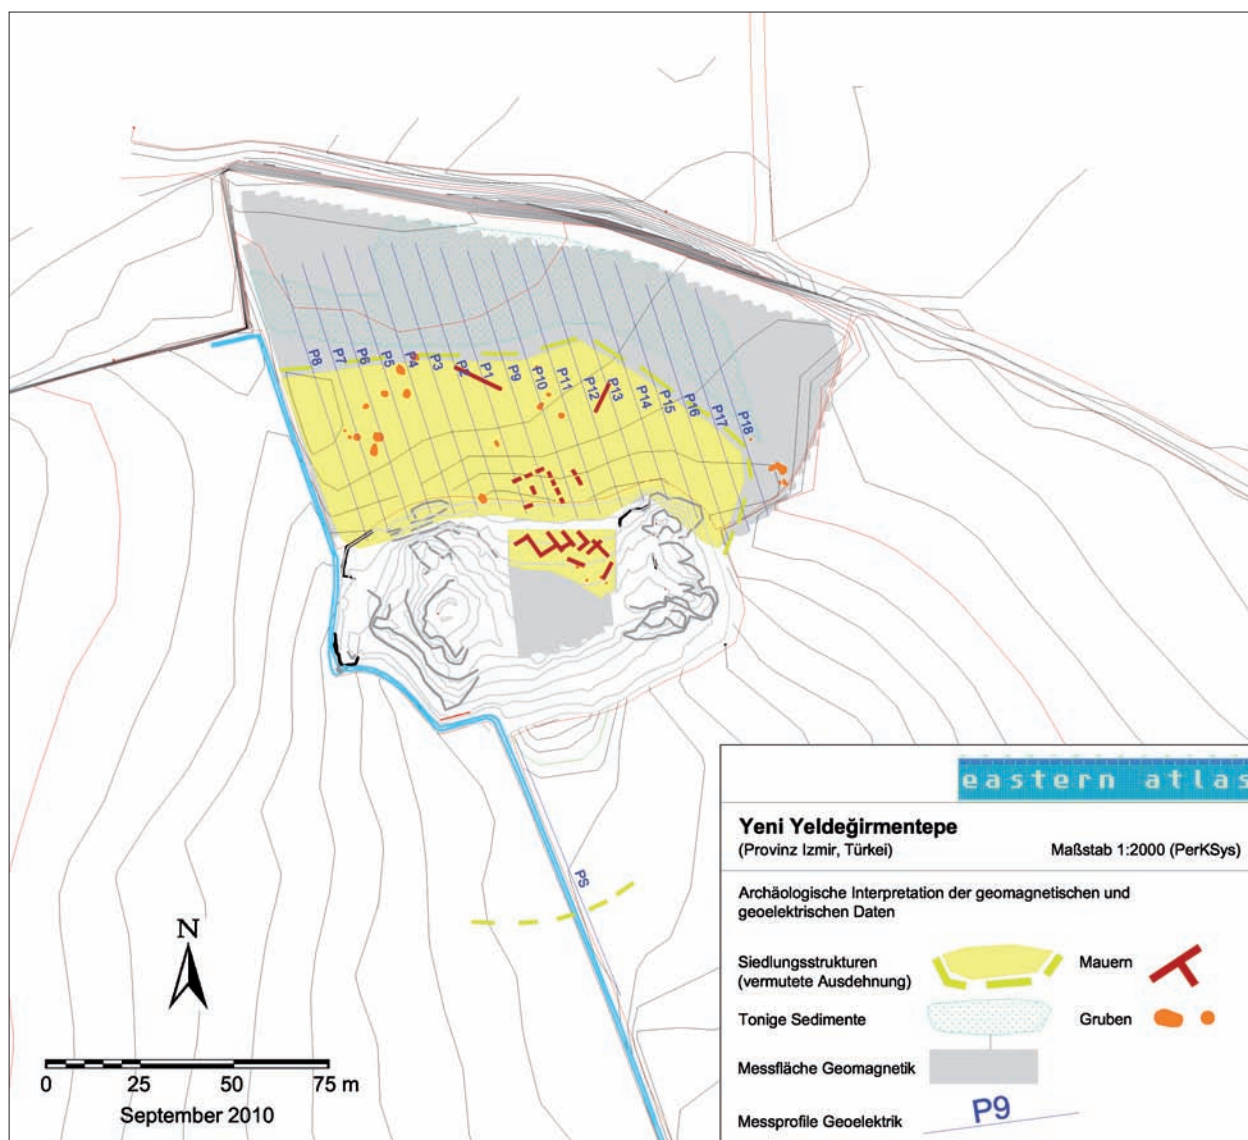 P8
P7
P6
P5
P4
P3
P2
P1
P9
P10
P11
P12
P13
P14
P15
P16
P17
P18
PS
N
0 25 50 75 m
September 2010
eastern atlas
Yeni Yeldeğirmentepe
(Provinz Izmir, Türkei) Maßstab 1:2000 (PerKSys)
Archäologische Interpretation der geomagnetischen und
geoelektrischen Daten
Siedlungsstrukturen
(vermutete Ausdehnung)
Mauern
Tonige Sedimente
Gruben
Messfläche Geomagnetik
Messprofile Geoelektrik
P9